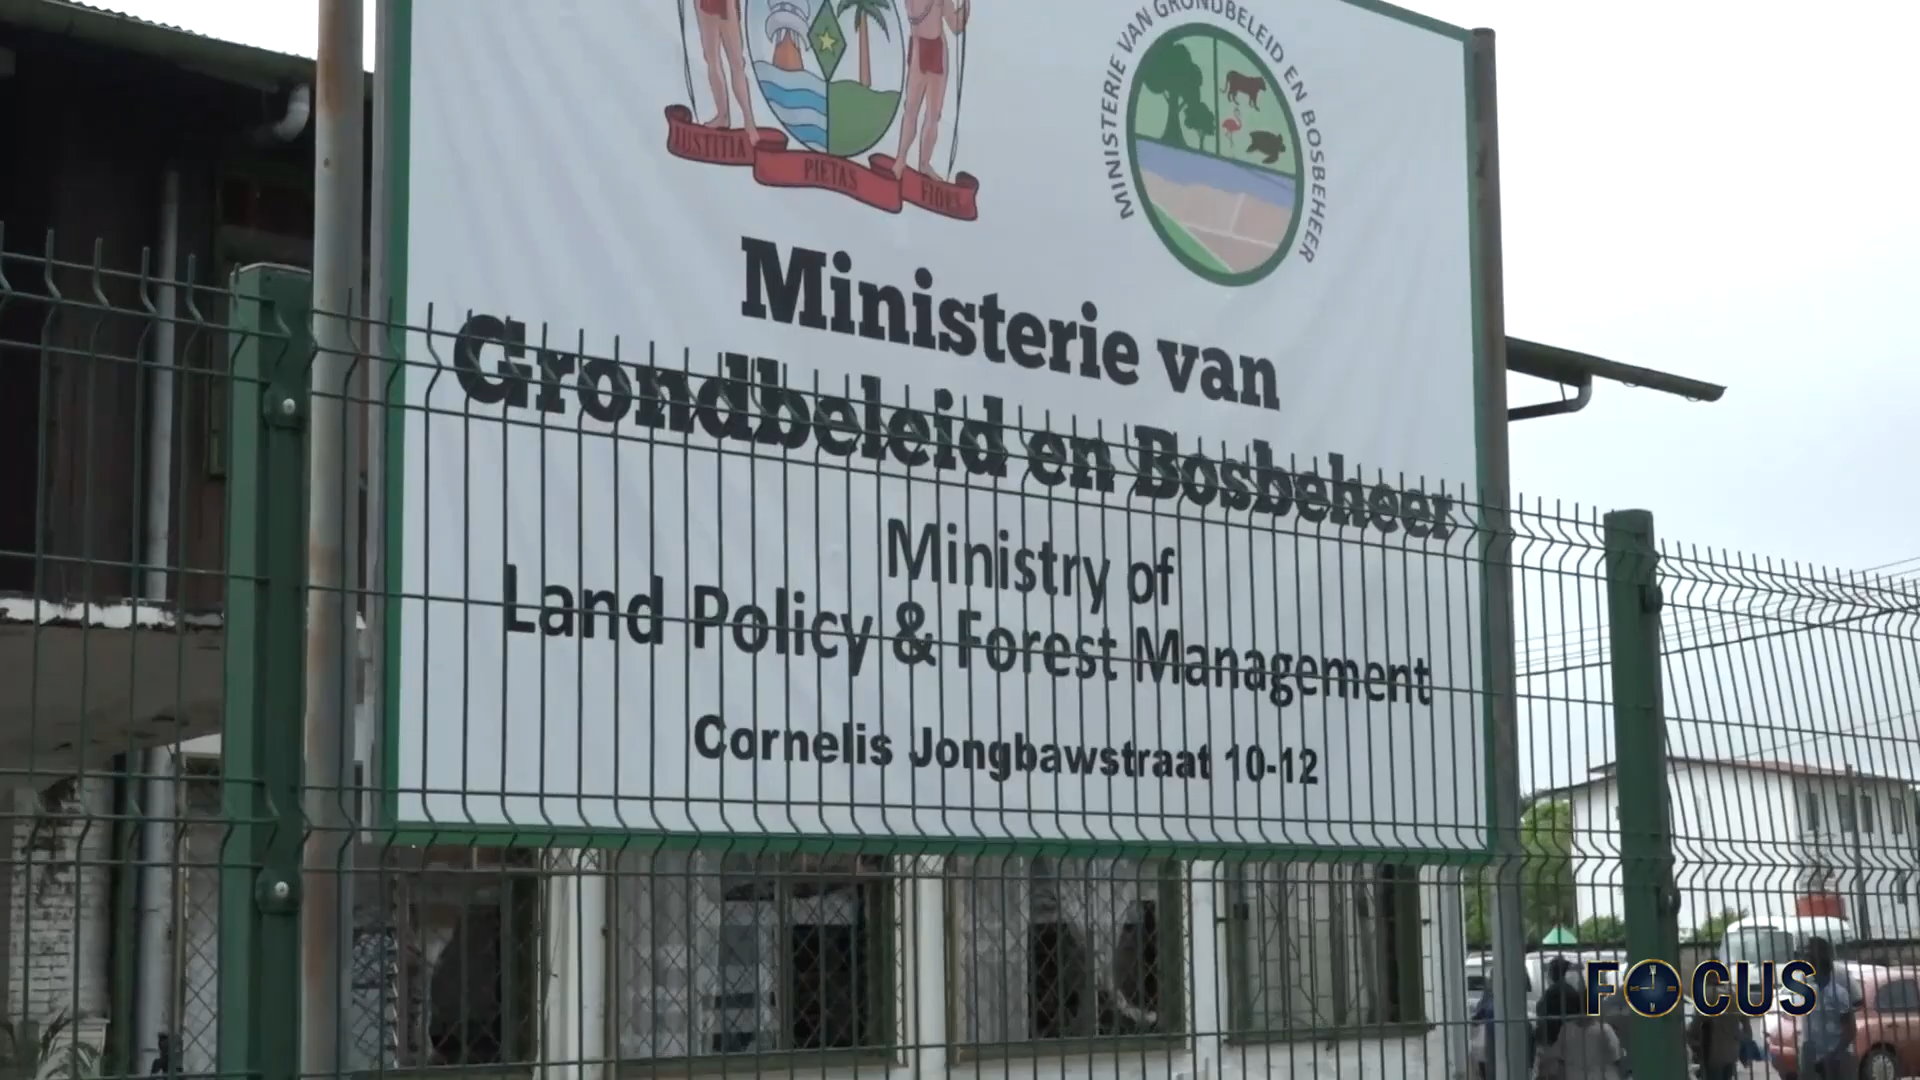 JUSTITIA PIETAS FIDES
MINISTERIE VAN GRONDBELEID EN BOSBEHEER
Ministerie van
Grondbeleid en Bosbeheer
Ministry of
Land Policy & Forest Management
Cornelis Jongbawstraat 10-12
FOCUS